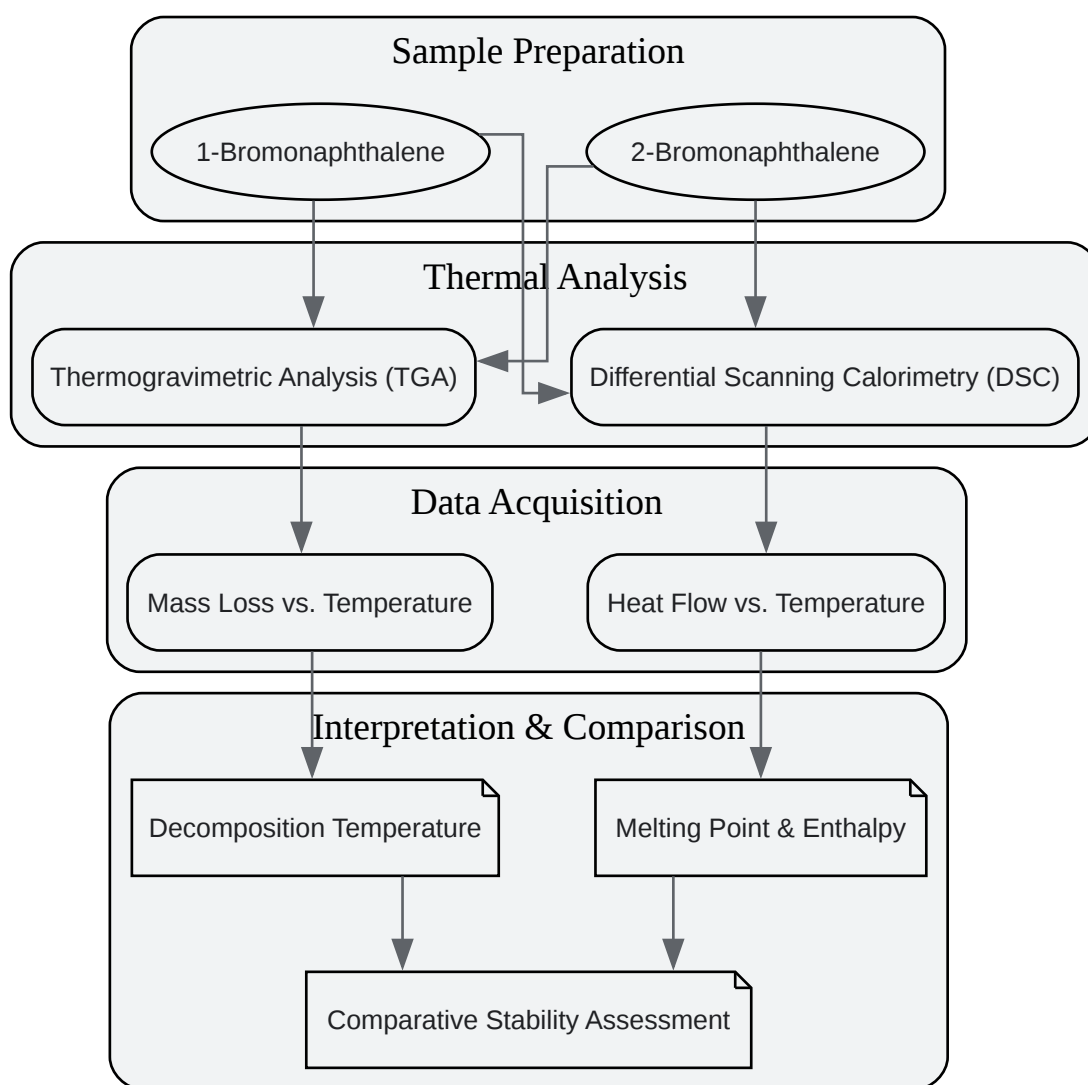 Sample Preparation
1-Bromonaphthalene
2-Bromonaphthalene
Thermal Analysis
Thermogravimetric Analysis (TGA)
Differential Scanning Calorimetry (DSC)
Data Acquisition
Mass Loss vs. Temperature
Heat Flow vs. Temperature
Interpretation & Comparison
Decomposition Temperature
Melting Point & Enthalpy
Comparative Stability Assessment